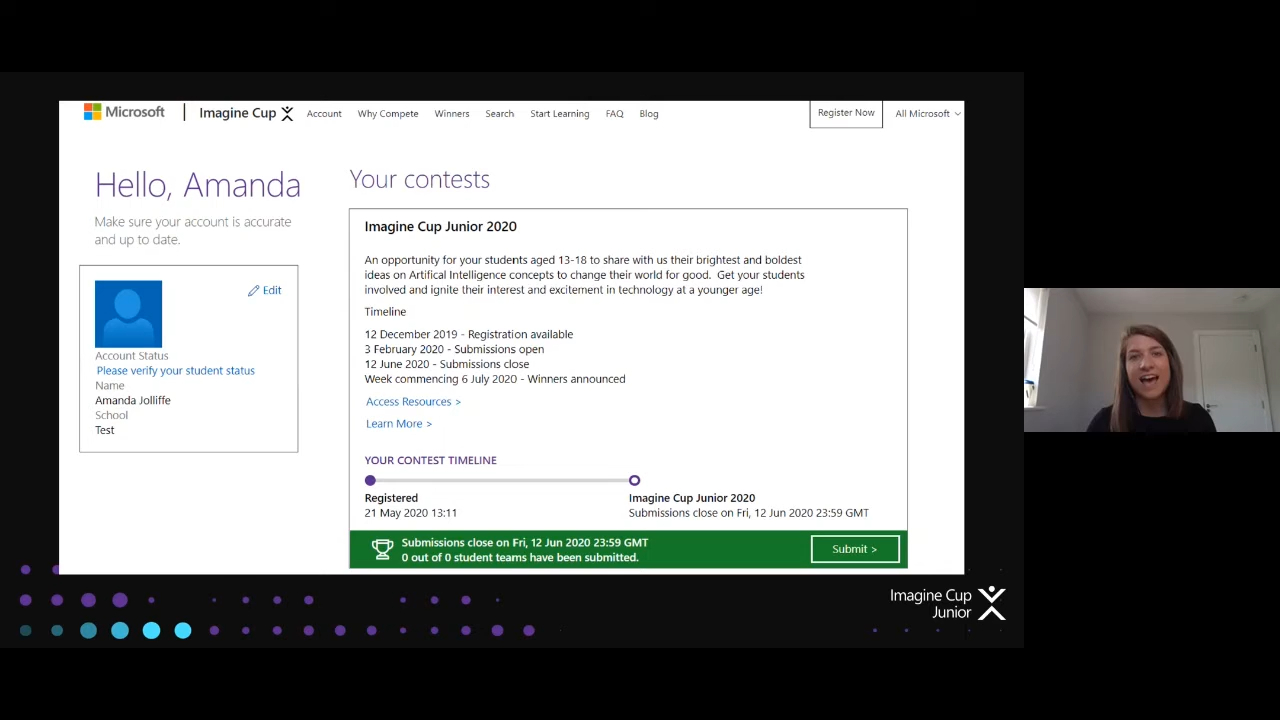 Microsoft | Imagine Cup Account Why Compete Winners Search Start Learning FAQ Blog Register Now All Microsoft
Hello, Amanda
Make sure your account is accurate
and up to date.
Edit
Account Status
Please verify your student status
Name
Amanda Jolliffe
School
Test
Your contests
Imagine Cup Junior 2020
An opportunity for your students aged 13-18 to share with us their brightest and boldest
ideas on Artifical Intelligence concepts to change their world for good. Get your students
involved and ignite their interest and excitement in technology at a younger age!
Timeline
12 December 2019 - Registration available
3 February 2020 - Submissions open
12 June 2020 - Submissions close
Week commencing 6 July 2020 - Winners announced
Access Resources >
Learn More >
YOUR CONTEST TIMELINE
Registered
21 May 2020 13:11
Imagine Cup Junior 2020
Submissions close on Fri, 12 Jun 2020 23:59 GMT
Submissions close on Fri, 12 Jun 2020 23:59 GMT
0 out of 0 student teams have been submitted.
Submit >
Imagine Cup
Junior